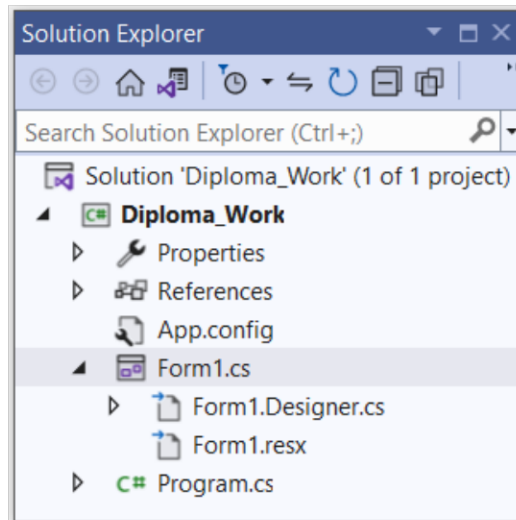 Solution Explorer
Search Solution Explorer (Ctrl+;)
Solution 'Diploma_Work' (1 of 1 project)
C# Diploma_Work
Properties
References
App.config
Form1.cs
Form1.Designer.cs
Form1.resx
C# Program.cs